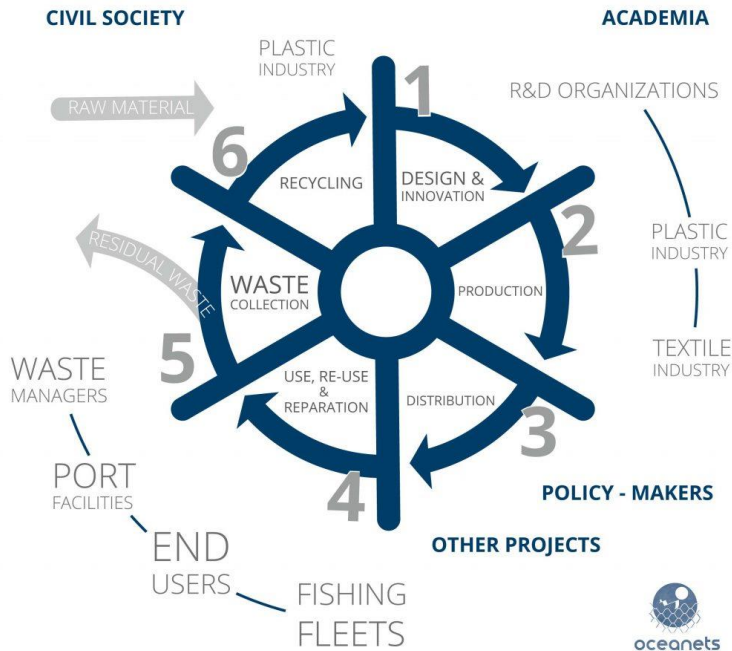 CIVIL SOCIETY
ACADEMIA
PLASTIC
INDUSTRY
1
R&D ORGANIZATIONS
RAW MATERIAL
6
RECYCLING
DESIGN &
INNOVATION
2
PLASTIC
INDUSTRY
RESIDUAL WASTE
WASTE
COLLECTION
PRODUCTION
5
TEXTILE
INDUSTRY
WASTE
MANAGERS
USE, RE-USE
&
REPARATION
DISTRIBUTION
3
PORT
FACILITIES
4
POLICY - MAKERS
OTHER PROJECTS
END
USERS
FISHING
FLEETS
oceanets